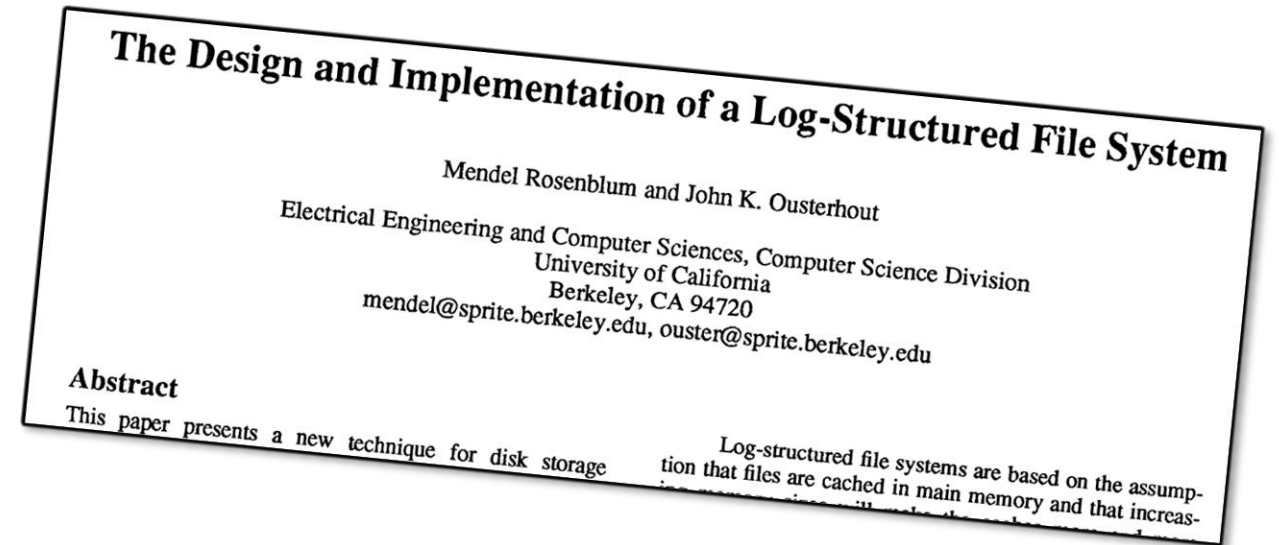 The Design and Implementation of a Log-Structured File System
Mendel Rosenblum and John K. Ousterhout
Electrical Engineering and Computer Sciences, Computer Science Division
University of California
Berkeley, CA 94720
mendel@sprite.berkeley.edu, ouster@sprite.berkeley.edu
Abstract
This paper presents a new technique for disk storage
Log-structured file systems are based on the assump-
tion that files are cached in main memory and that increas-